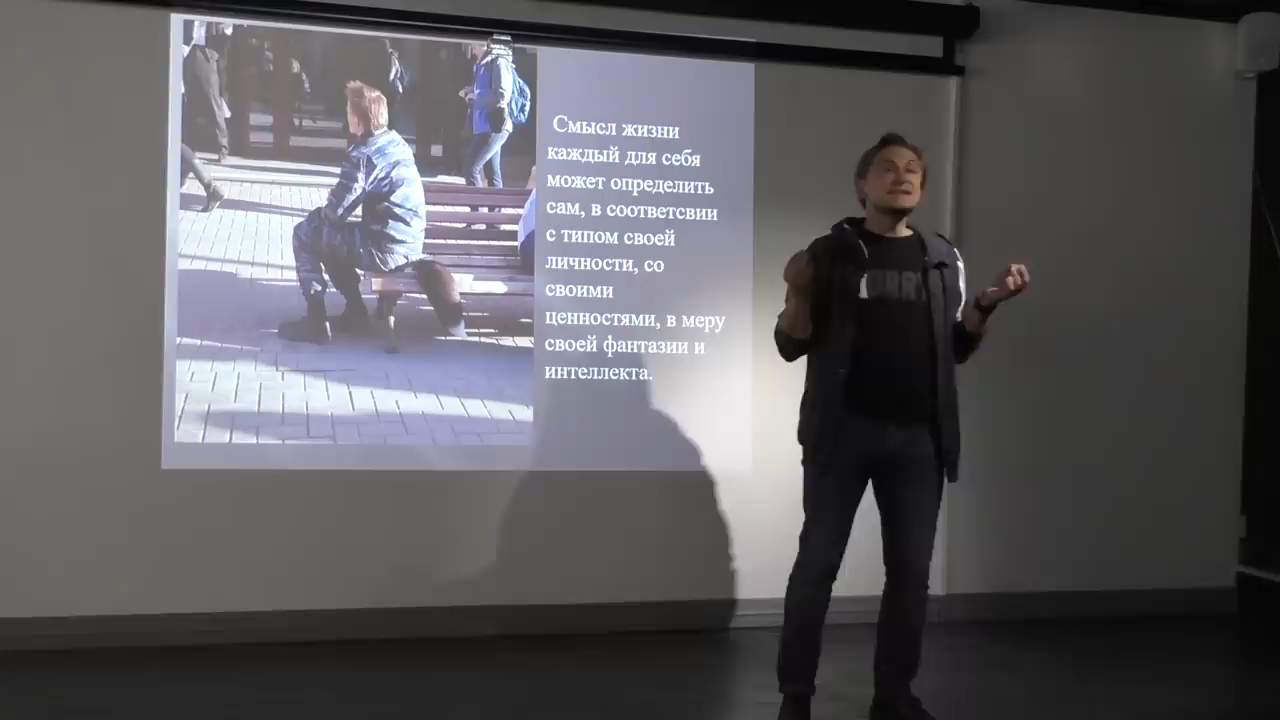 Смысл жизни
каждый для себя
может определить
сам, в соответсвии
с типом своей
личности, со
своими
ценностями, в меру
своей фантазии и
интеллекта.